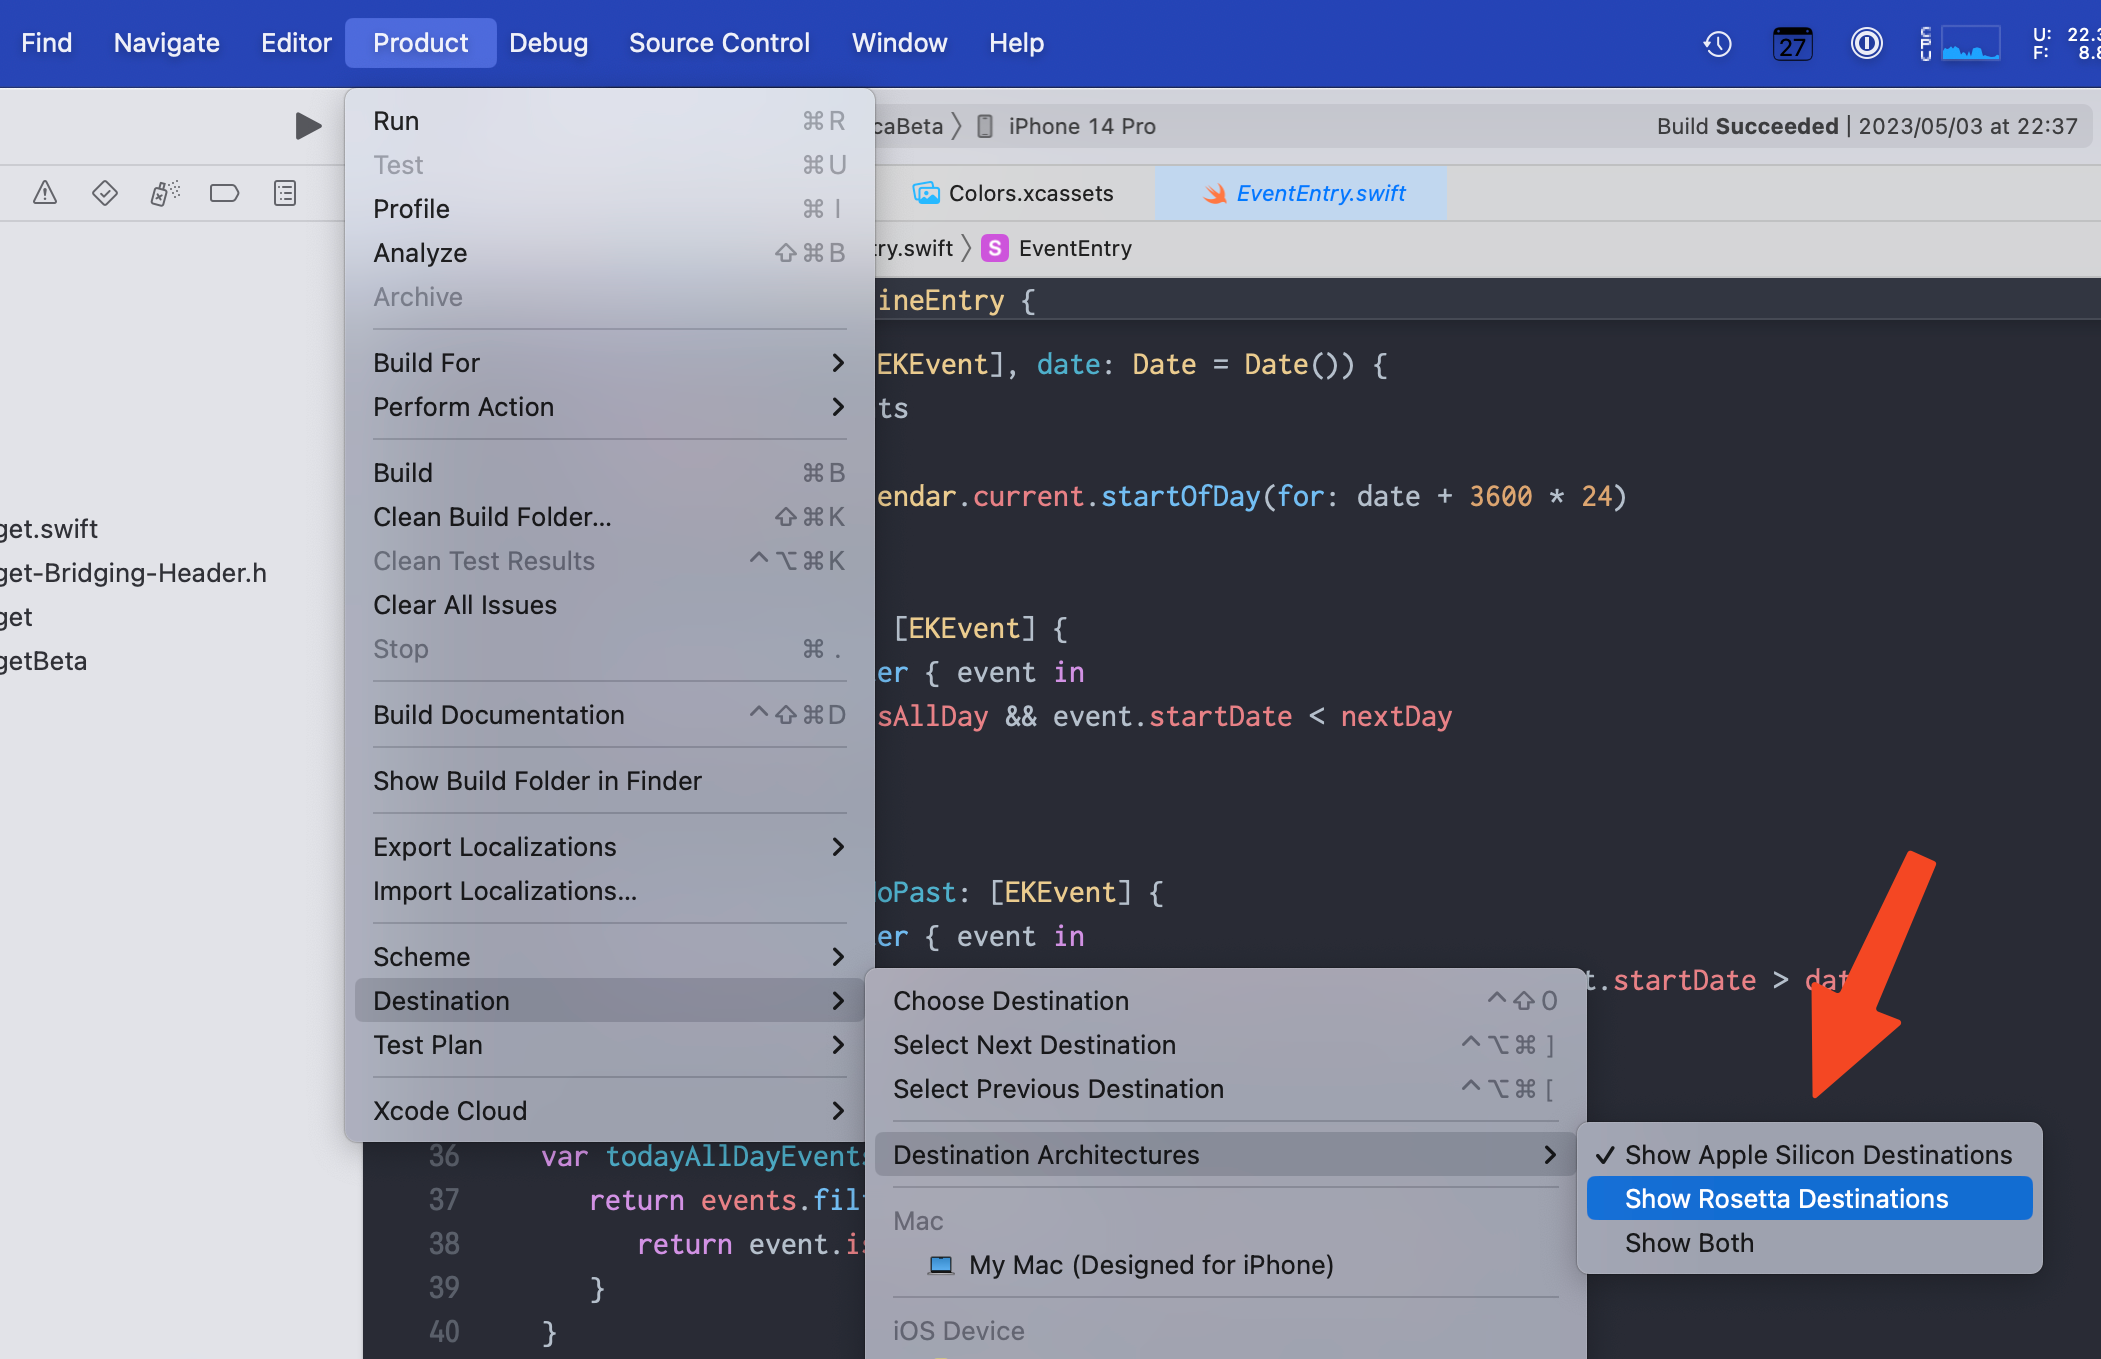 Find Navigate Editor Product Debug Source Control Window Help 27 CPU U: 22.3
F: 8.8
caBeta 〉 iPhone 14 Pro Build Succeeded | 2023/05/03 at 22:37
Colors.xcassets EventEntry.swift
ry.swift 〉 S EventEntry
Run ⌘R
Test ⌘U
Profile ⌘I
Analyze ⇧⌘B
Archive
Build For >
Perform Action >
Build ⌘B
Clean Build Folder... ⇧⌘K
Clean Test Results ^⌥⌘K
Clear All Issues
Stop ⌘.
Build Documentation ^⇧⌘D
Show Build Folder in Finder
Export Localizations >
Import Localizations...
Scheme >
Destination >
Test Plan >
Xcode Cloud >
get.swift
get-Bridging-Header.h
get
getBeta
ineEntry {
EKEvent], date: Date = Date()) {
ts
endar.current.startOfDay(for: date + 3600 * 24)
[EKEvent] {
er { event in
sAllDay && event.startDate < nextDay
oPast: [EKEvent] {
er { event in
t.startDate > dat
Choose Destination ^⇧0
Select Next Destination ^⌥⌘]
Select Previous Destination ^⌥⌘[
Destination Architectures >
Mac
My Mac (Designed for iPhone)
iOS Device
✓ Show Apple Silicon Destinations
Show Rosetta Destinations
Show Both
36 var todayAllDayEvents
37 return events.fil
38 return event.is
39 }
40 }